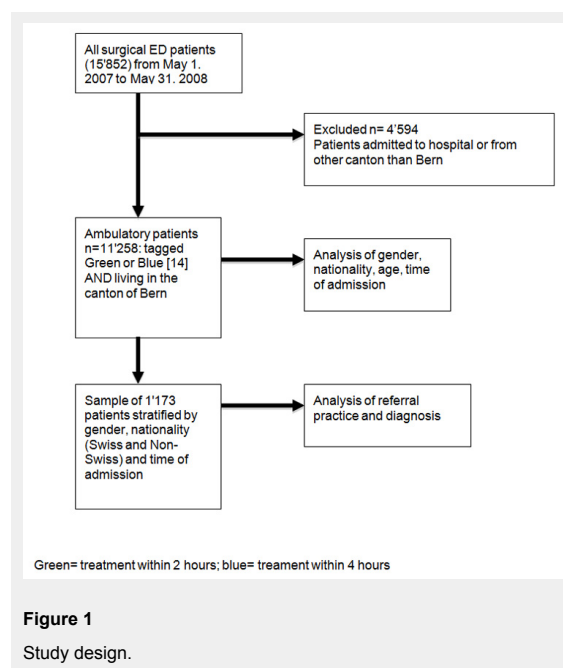 All surgical ED patients
(15'852) from May 1.
2007 to May 31. 2008
Excluded n= 4'594
Patients admitted to hospital or from
other canton than Bern
Ambulatory patients
n=11'258: tagged
Green or Blue [14]
AND living in the
canton of Bern
Analysis of gender,
nationality, age, time
of admission
Sample of 1'173
patients stratified by
gender, nationality
(Swiss and Non-
Swiss) and time of
admission
Analysis of referral
practice and diagnosis
Green= treatment within 2 hours; blue= treament within 4 hours
Figure 1
Study design.